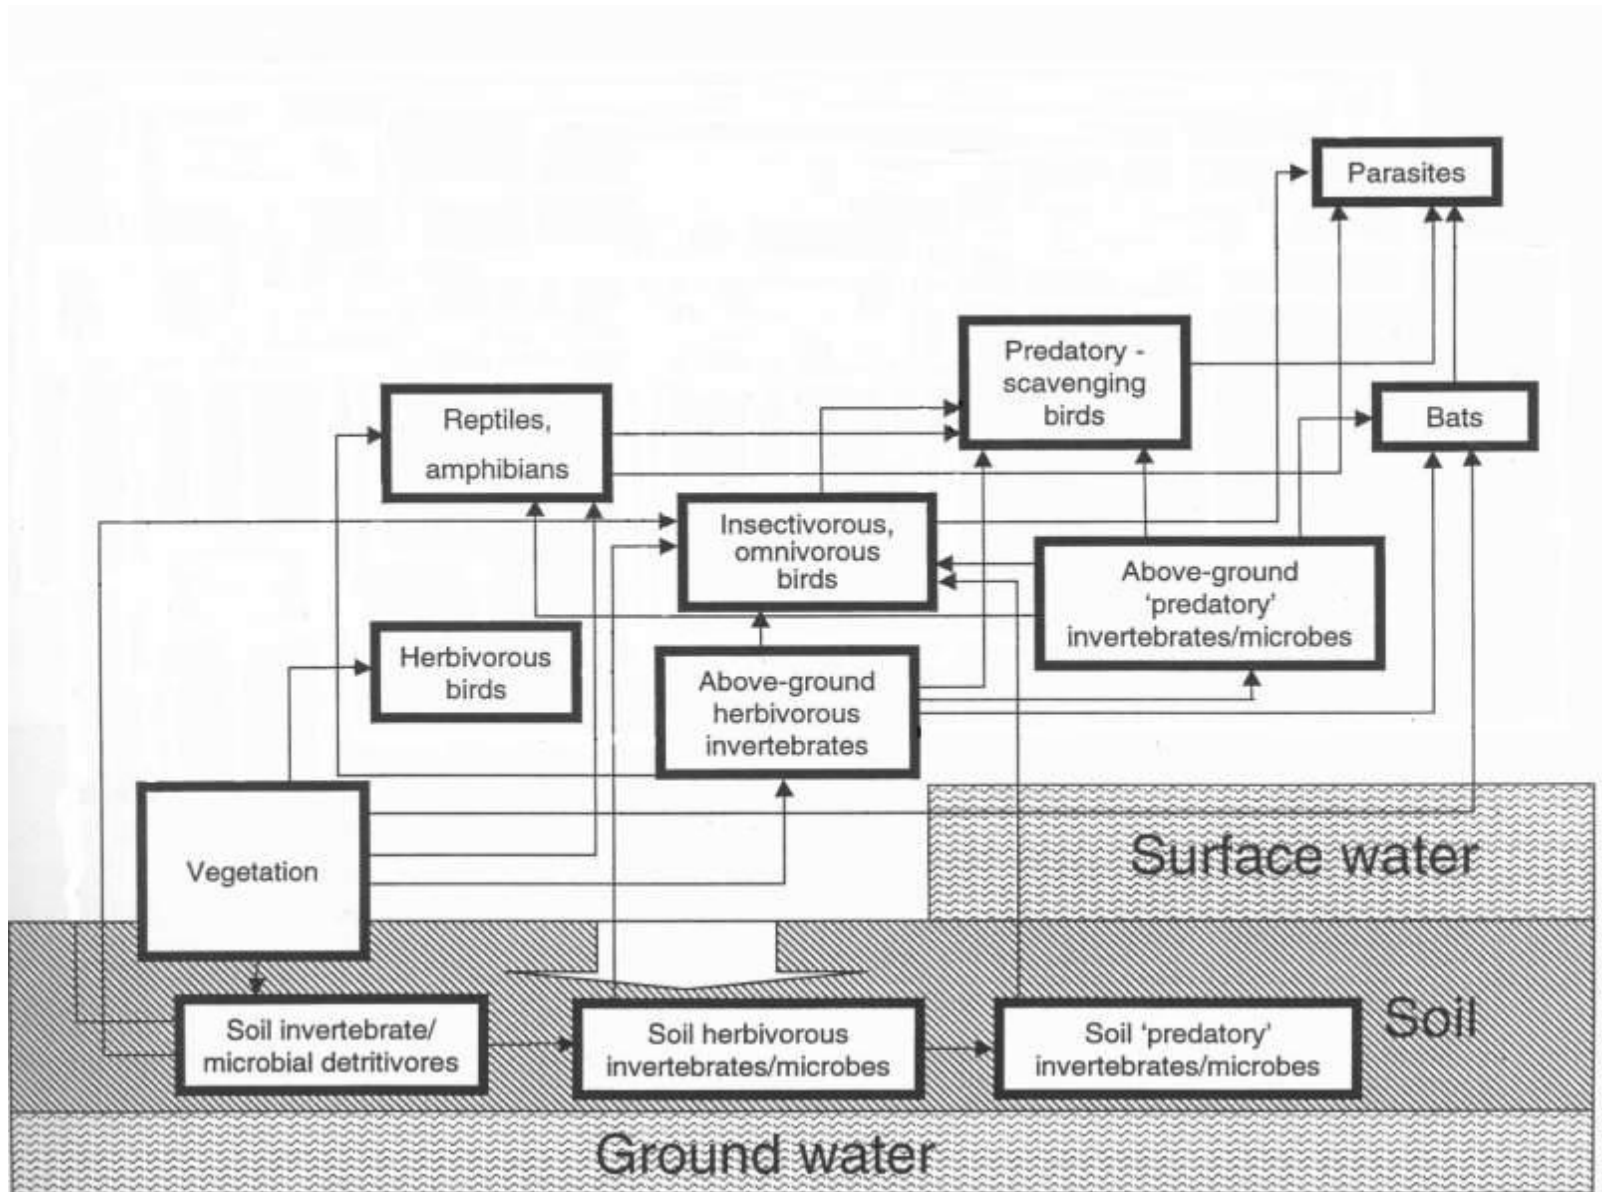 Parasites
Predatory -
scavenging
birds
Bats
Reptiles,
amphibians
Insectivorous,
omnivorous
birds
Above-ground
‘predatory’
invertebrates/microbes
Herbivorous
birds
Above-ground
herbivorous
invertebrates
Vegetation
Surface water
Soil
Soil invertebrate/
microbial detritivores
Soil herbivorous
invertebrates/microbes
Soil ‘predatory’
invertebrates/microbes
Ground water